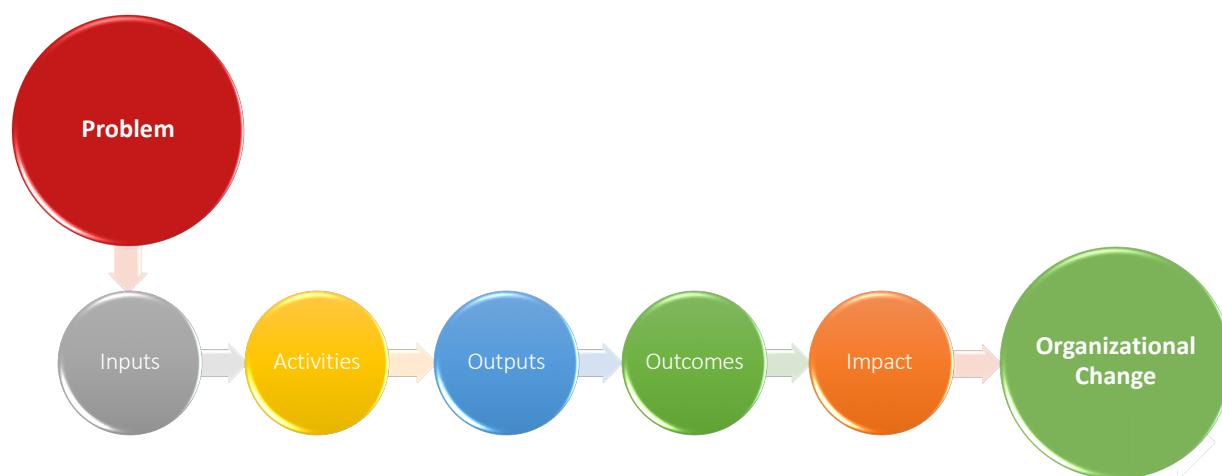 Problem
Inputs
Activities
Outputs
Outcomes
Impact
Organizational
Change